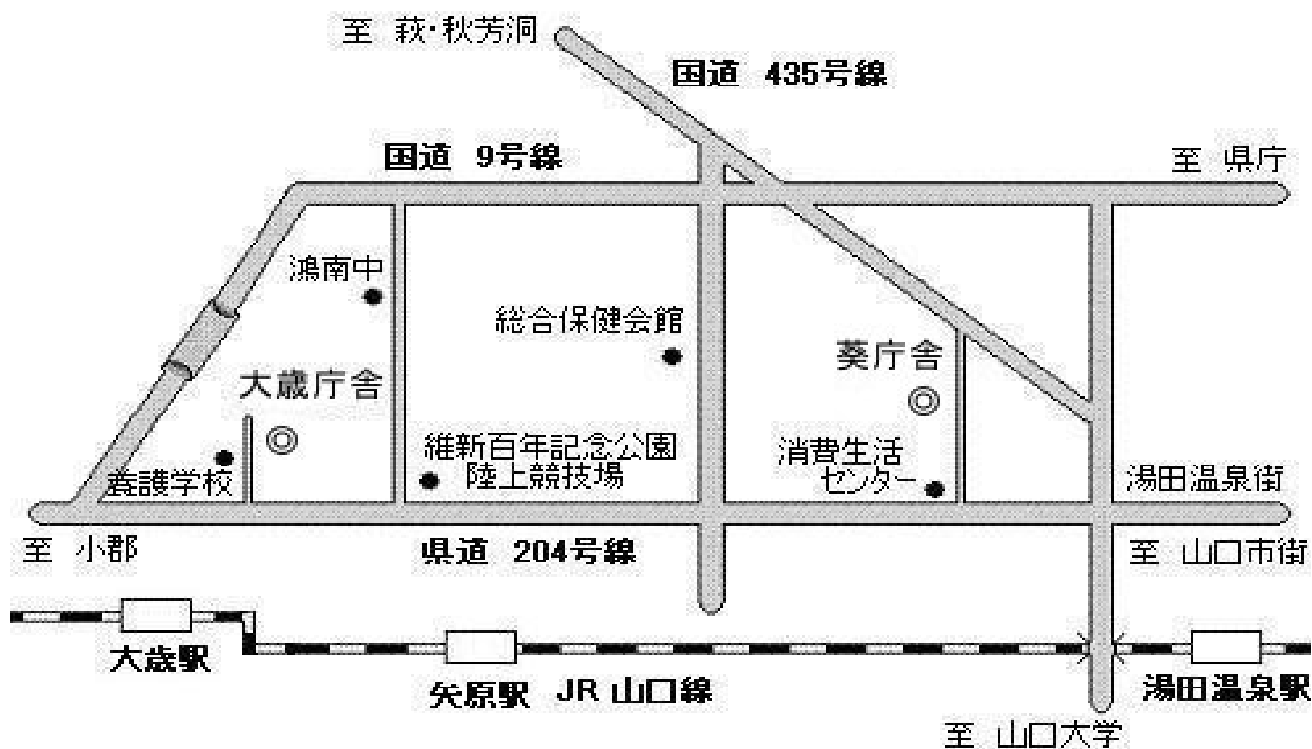 至 萩・秋芳洞
国道 435号線
国道 9号線
至 県庁
鴻南中
総合保健会館
葵庁舎
大歳庁舎
維新百年記念公園
陸上競技場
消費生活
センター
養護学校
湯田温泉街
至 小郡
県道 204号線
至 山口市街
大歳駅
矢原駅
JR 山口線
湯田温泉駅
至 山口大学